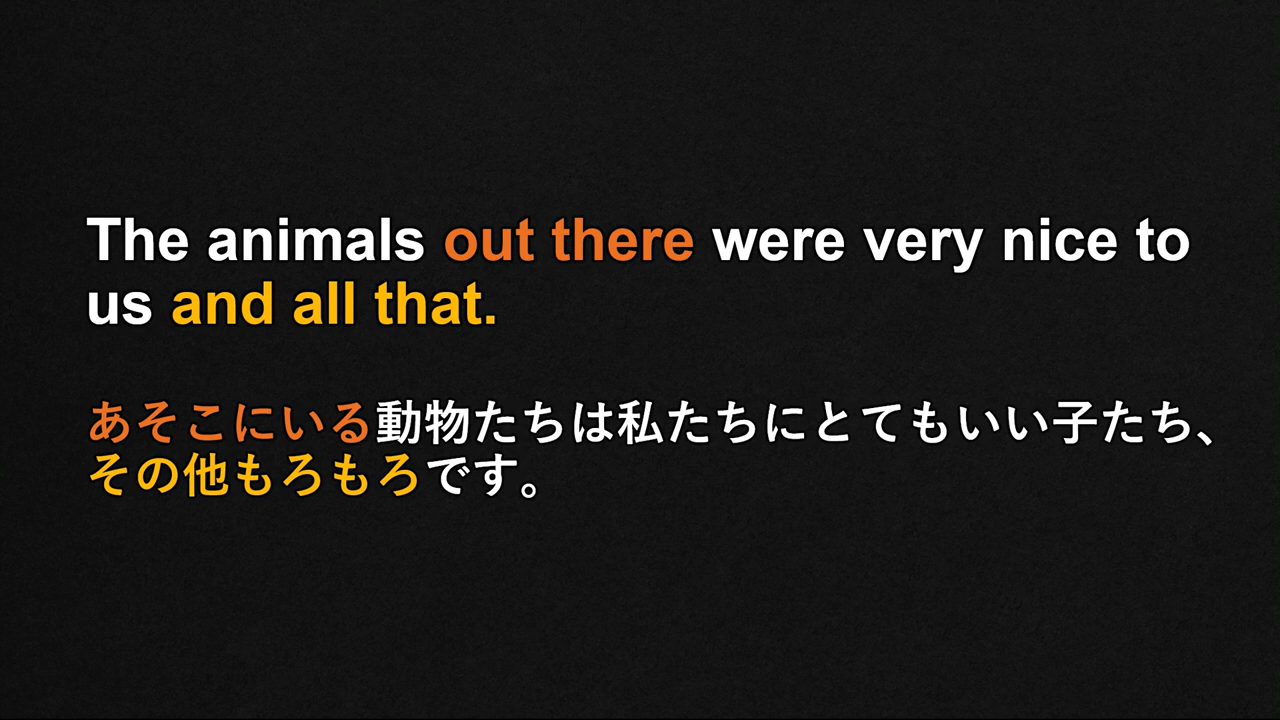 The animals out there were very nice to
us and all that.
あそこにいる動物たちは私たちにとてもいい子たち、
その他もろもろです。